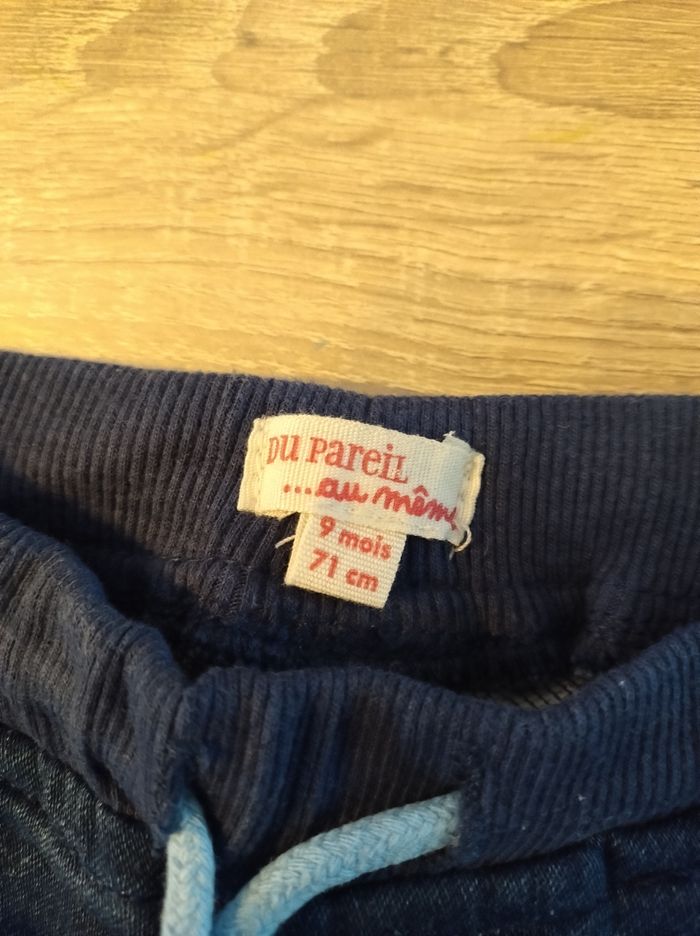 DU PareiL
...au même
9 mois
71 cm